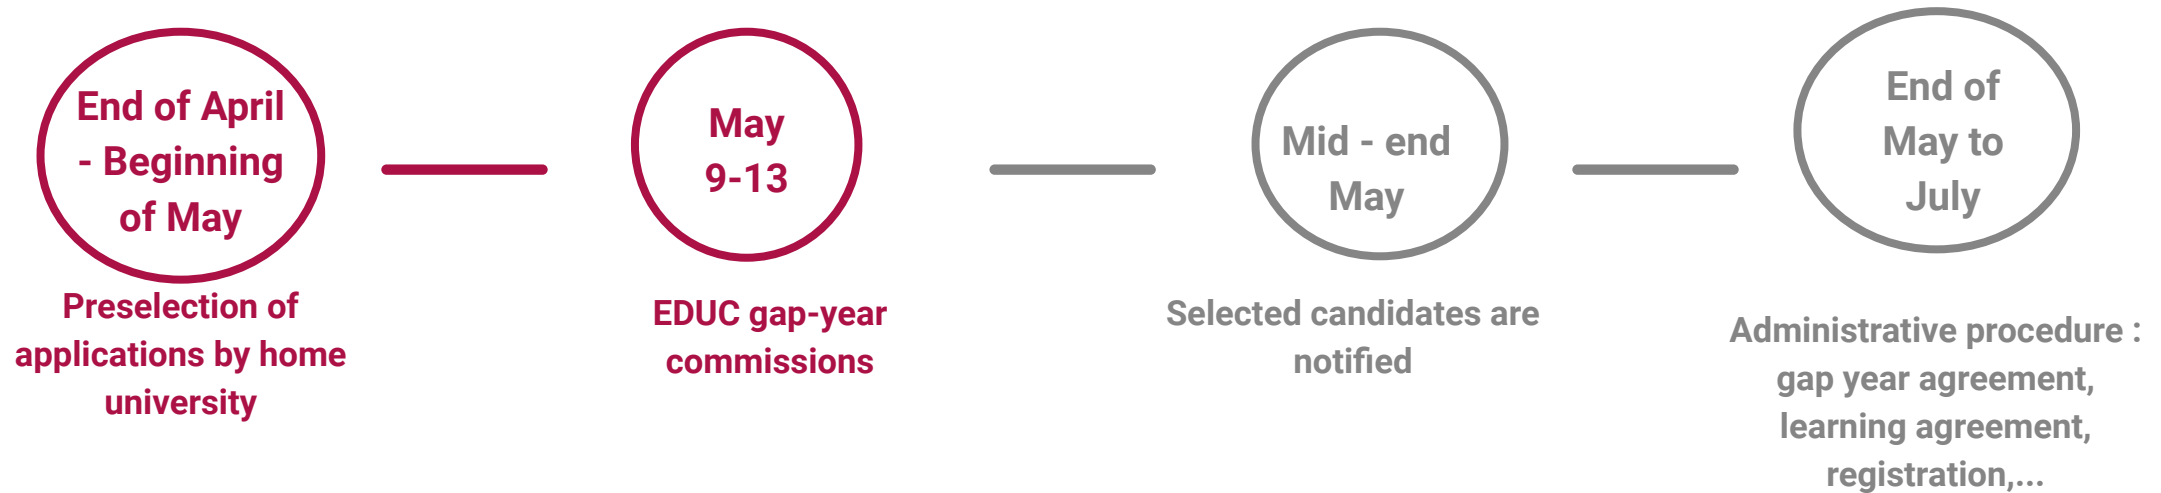 End of April
- Beginning
of May
Preselection of
applications by home
university
May
9-13
EDUC gap-year
commissions
Mid - end
May
Selected candidates are
notified
End of
May to
July
Administrative procedure :
gap year agreement,
learning agreement,
registration,...